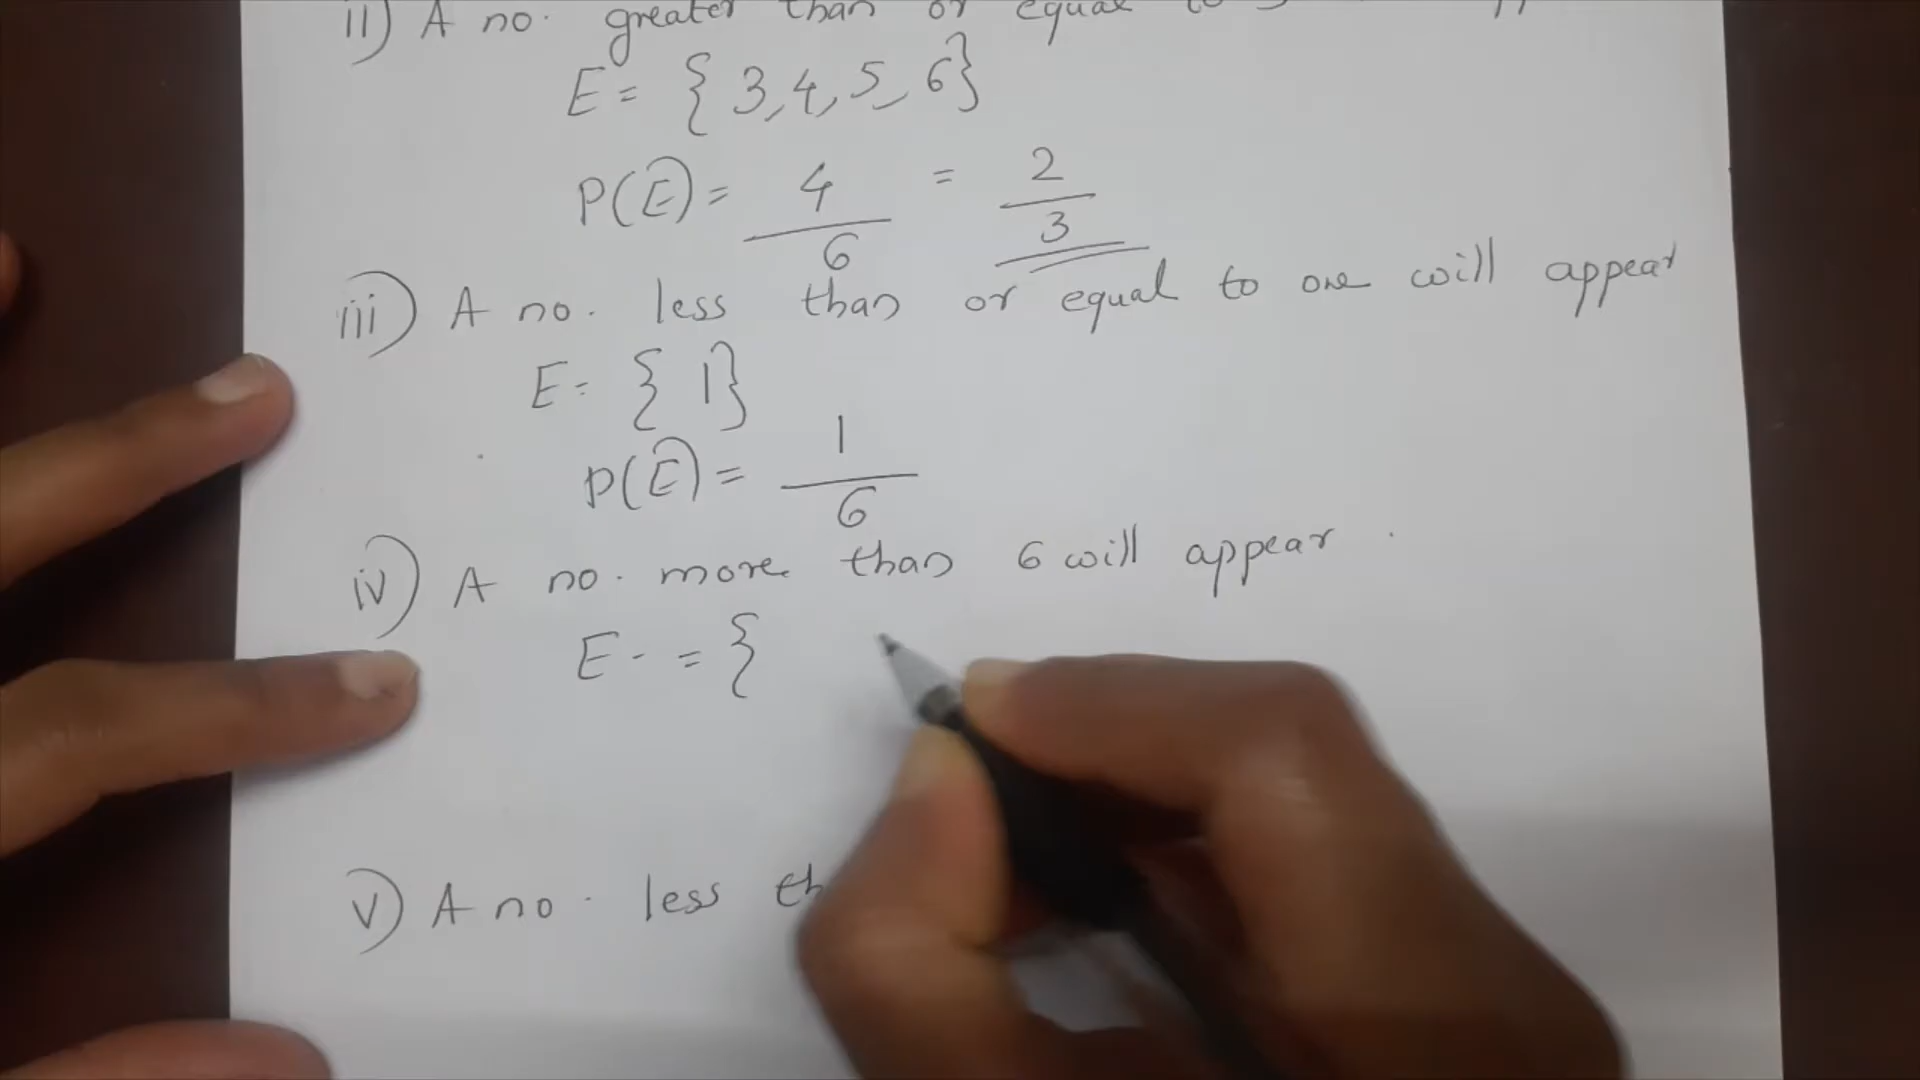 ii) A no. greater than or equal to
E = { 3, 4, 5, 6}
P(E) = 4/6 = 2/3
iii) A no. less than or equal to one will appear
E = { 1}
P(E) = 1/6
iv) A no. more than 6 will appear.
E - = {
v) A no. less